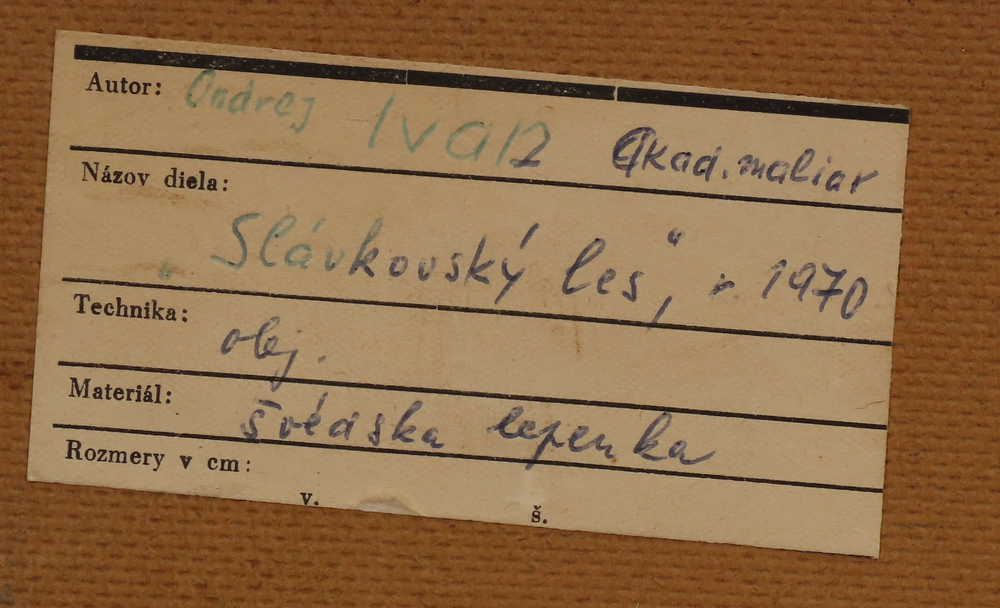 Autor: Ondrej Ivan akad. maliar
Názov diela:
„Slávkovský les," r 1970
Technika: olej.
Materiál: švédska lepenka
Rozmery v cm:
v. š.